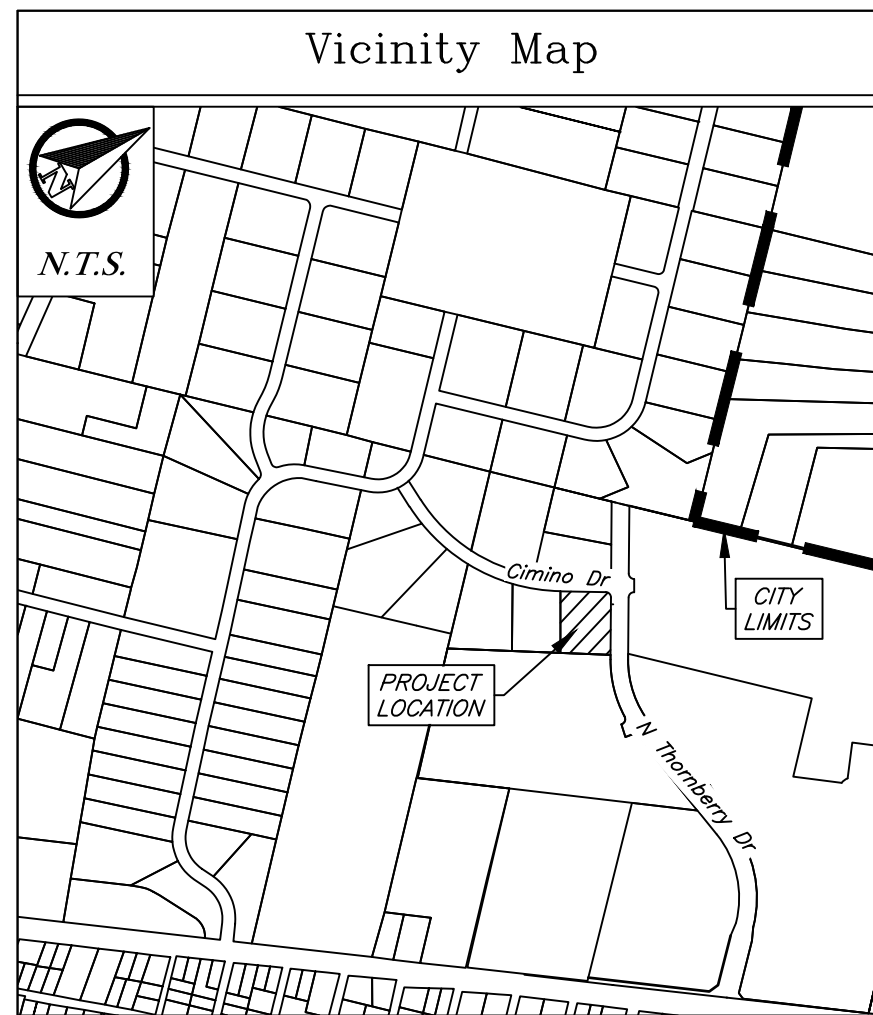 Vicinity Map
N
N.T.S.
Cimino Dr
CITY
LIMITS
PROJECT
LOCATION
N Thornberry Dr